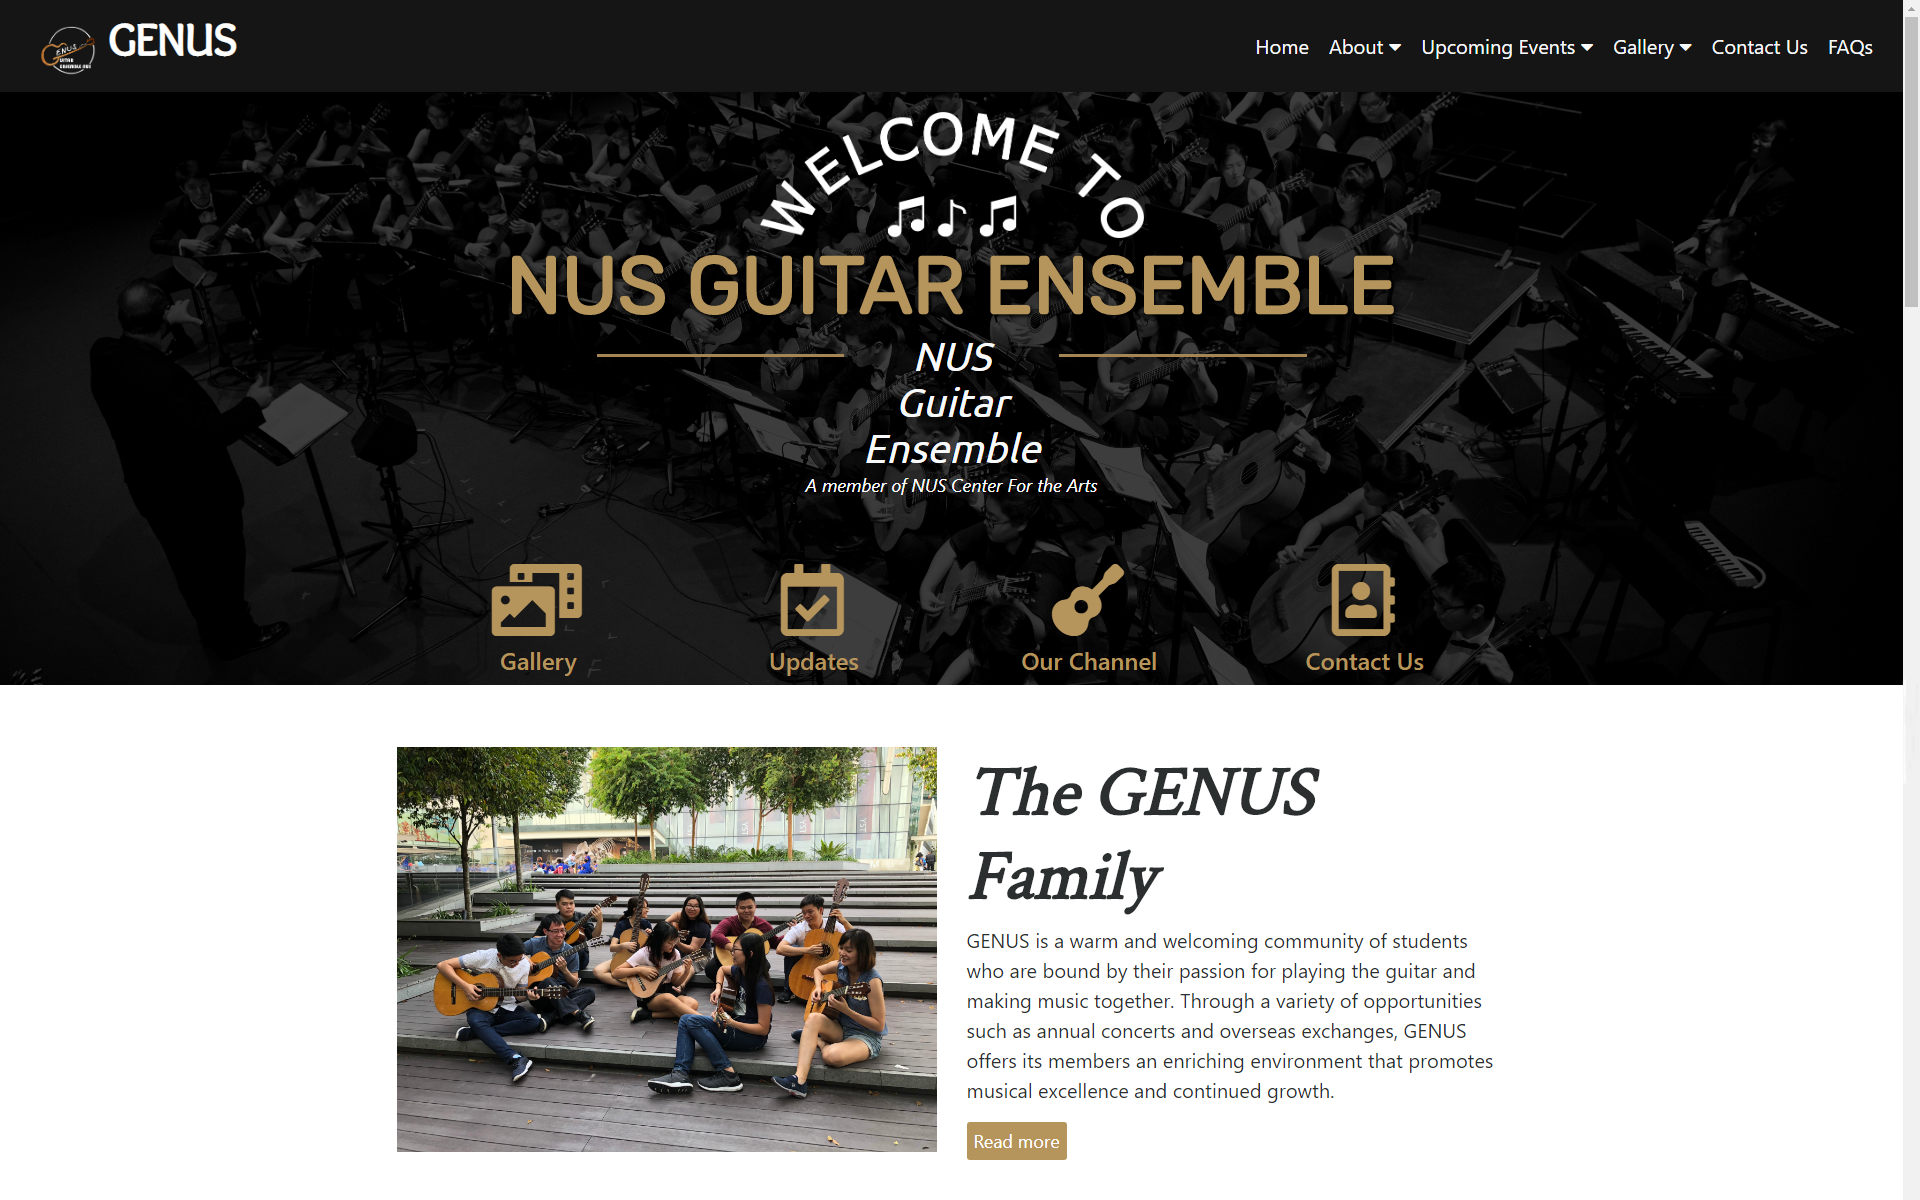 GENUS
GUITAR
ENSEMBLE NUS
GENUS
Home
About
Upcoming Events
Gallery
Contact Us
FAQs
WELCOME TO
NUS GUITAR ENSEMBLE
NUS
Guitar
Ensemble
A member of NUS Center For the Arts
Gallery
Updates
Our Channel
Contact Us
The GENUS
Family
GENUS is a warm and welcoming community of students
who are bound by their passion for playing the guitar and
making music together. Through a variety of opportunities
such as annual concerts and overseas exchanges, GENUS
offers its members an enriching environment that promotes
musical excellence and continued growth.
Read more